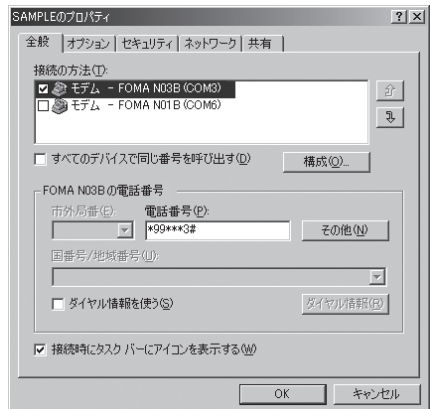 SAMPLEのプロパティ
全般 オプション セキュリティ ネットワーク 共有
接続の方法(T):
モデム - FOMA N03B (COM3)
モデム - FOMA N01B (COM6)
すべてのデバイスで同じ番号を呼び出す(D) 構成(O)...
FOMA N03Bの電話番号
市外局番(E): 電話番号(P):
*99***3# その他(N)
国番号/地域番号(U):
ダイヤル情報を使う(S) ダイヤル情報(R)
接続時にタスク バーにアイコンを表示する(W)
OK キャンセル